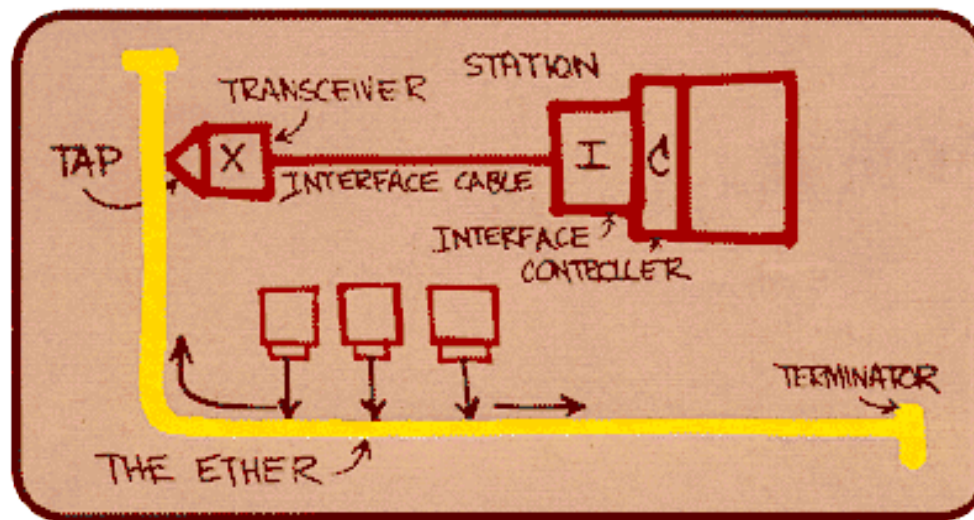 STATION
TRANSCEIVER
TAP
X
I
C
INTERFACE CABLE
INTERFACE
CONTROLLER
TERMINATOR
THE ETHER